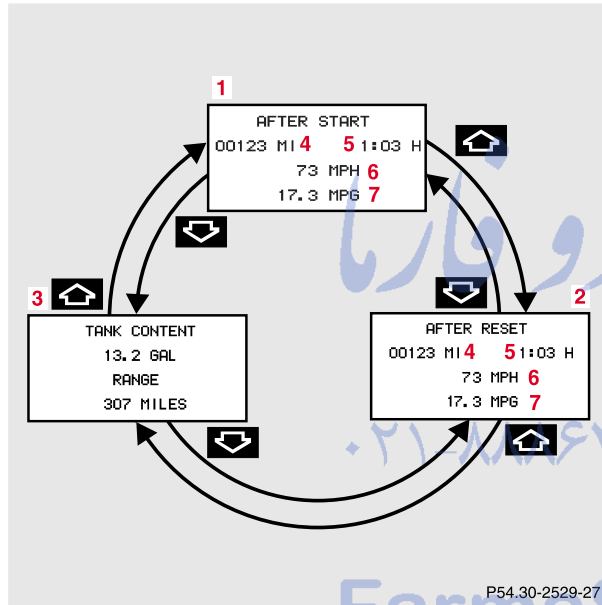 1
AFTER START
00123 MI 4 5 1:03 H
73 MPH 6
17.3 MPG 7
3
TANK CONTENT
13.2 GAL
RANGE
307 MILES
2
AFTER RESET
00123 MI 4 5 1:03 H
73 MPH 6
17.3 MPG 7
P54.30-2529-27